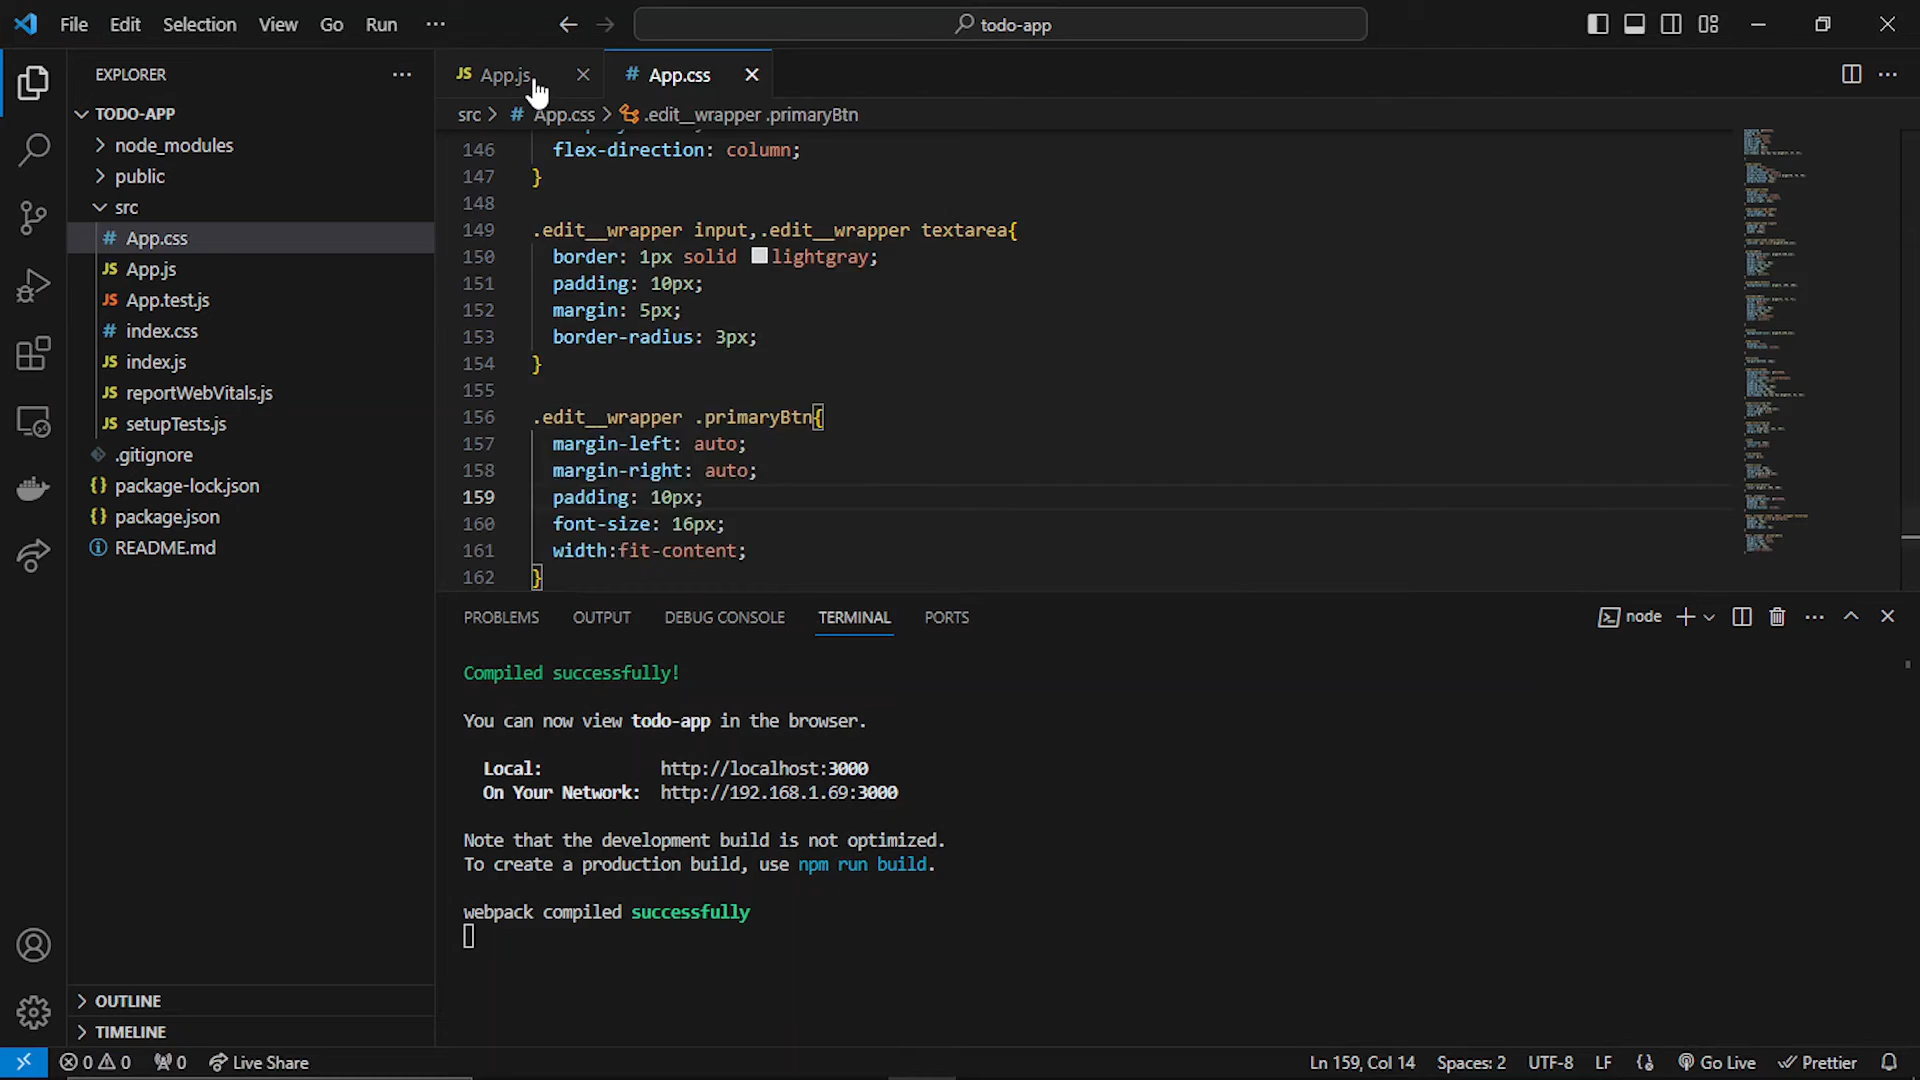 File Edit Selection View Go Run ···
todo-app
EXPLORER
TODO-APP
node_modules
public
src
# App.css
JS App.js
JS App.test.js
# index.css
JS index.js
JS reportWebVitals.js
JS setupTests.js
.gitignore
{} package-lock.json
{} package.json
README.md
OUTLINE
TIMELINE
JS App.js
# App.css
src > # App.css > .edit__wrapper .primaryBtn
146 flex-direction: column;
147 }
148
149 .edit__wrapper input,.edit__wrapper textarea{
150 border: 1px solid lightgray;
151 padding: 10px;
152 margin: 5px;
153 border-radius: 3px;
154 }
155
156 .edit__wrapper .primaryBtn{
157 margin-left: auto;
158 margin-right: auto;
159 padding: 10px;
160 font-size: 16px;
161 width:fit-content;
162 }
PROBLEMS OUTPUT DEBUG CONSOLE TERMINAL PORTS
node
Compiled successfully!
You can now view todo-app in the browser.
Local: http://localhost:3000
On Your Network: http://192.168.1.69:3000
Note that the development build is not optimized.
To create a production build, use npm run build.
webpack compiled successfully
0 0 0 Live Share
Ln 159, Col 14 Spaces: 2 UTF-8 LF {} Go Live Prettier